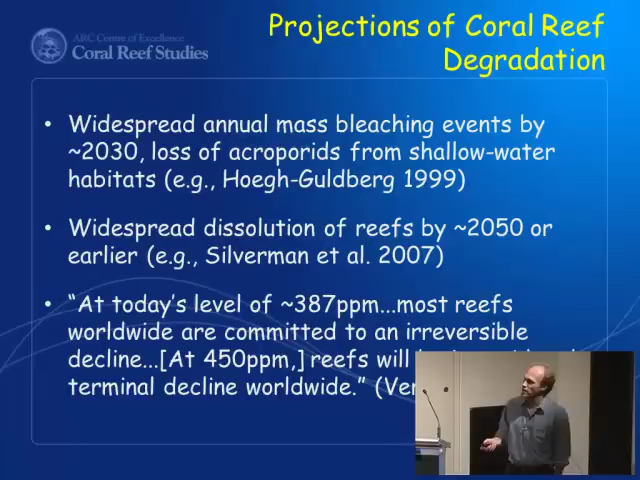 Projections of Coral Reef
Degradation
ARC Centre of Excellence
Coral Reef Studies
• Widespread annual mass bleaching events by
~2030, loss of acroporids from shallow-water
habitats (e.g., Hoegh-Guldberg 1999)
• Widespread dissolution of reefs by ~2050 or
earlier (e.g., Silverman et al. 2007)
• “At today’s level of ~387ppm...most reefs
worldwide are committed to an irreversible
decline...[At 450ppm,] reefs will
terminal decline worldwide.”